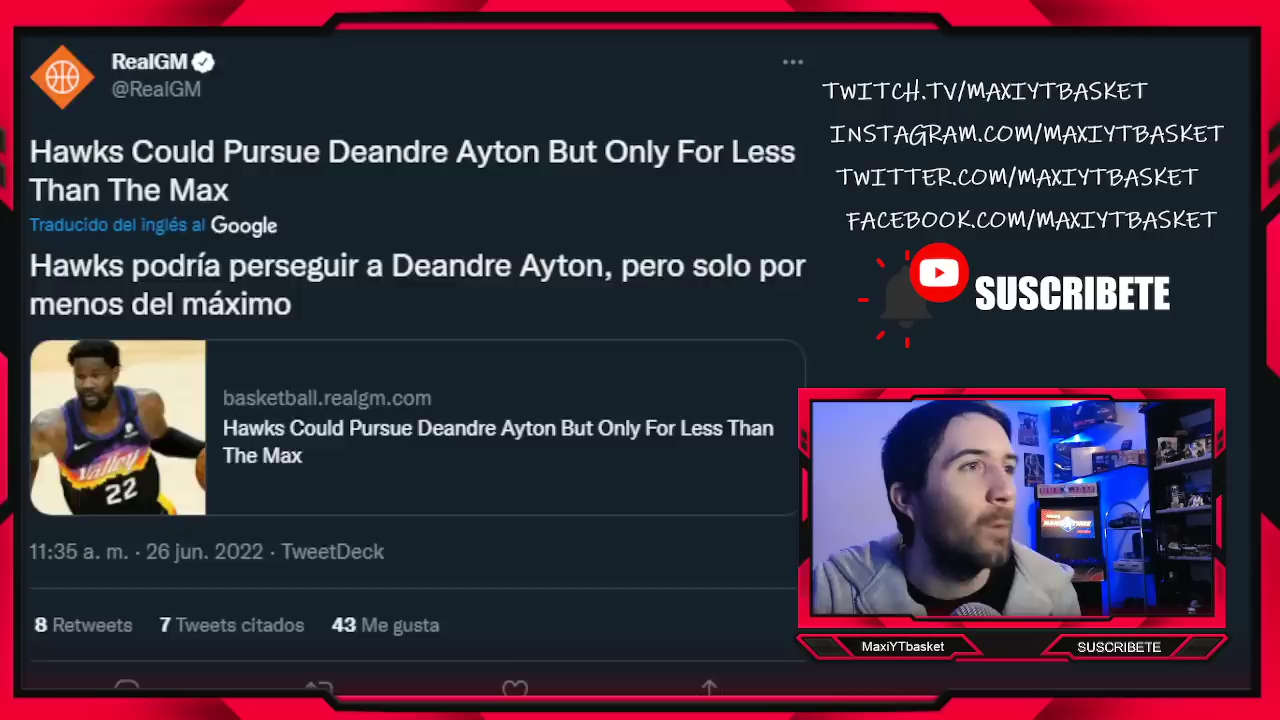 RealGM
@RealGM
Hawks Could Pursue Deandre Ayton But Only For Less
Than The Max
Traducido del inglés al Google
Hawks podría perseguir a Deandre Ayton, pero solo por
menos del máximo
Valley
22
basketball.realgm.com
Hawks Could Pursue Deandre Ayton But Only For Less Than
The Max
11:35 a. m. · 26 jun. 2022 · TweetDeck
8 Retweets 7 Tweets citados 43 Me gusta
TWITCH.TV/MAXIYTBASKET
INSTAGRAM.COM/MAXIYTBASKET
TWITTER.COM/MAXIYTBASKET
FACEBOOK.COM/MAXIYTBASKET
SUSCRIBETE
MaxiYTbasket
SUSCRIBETE